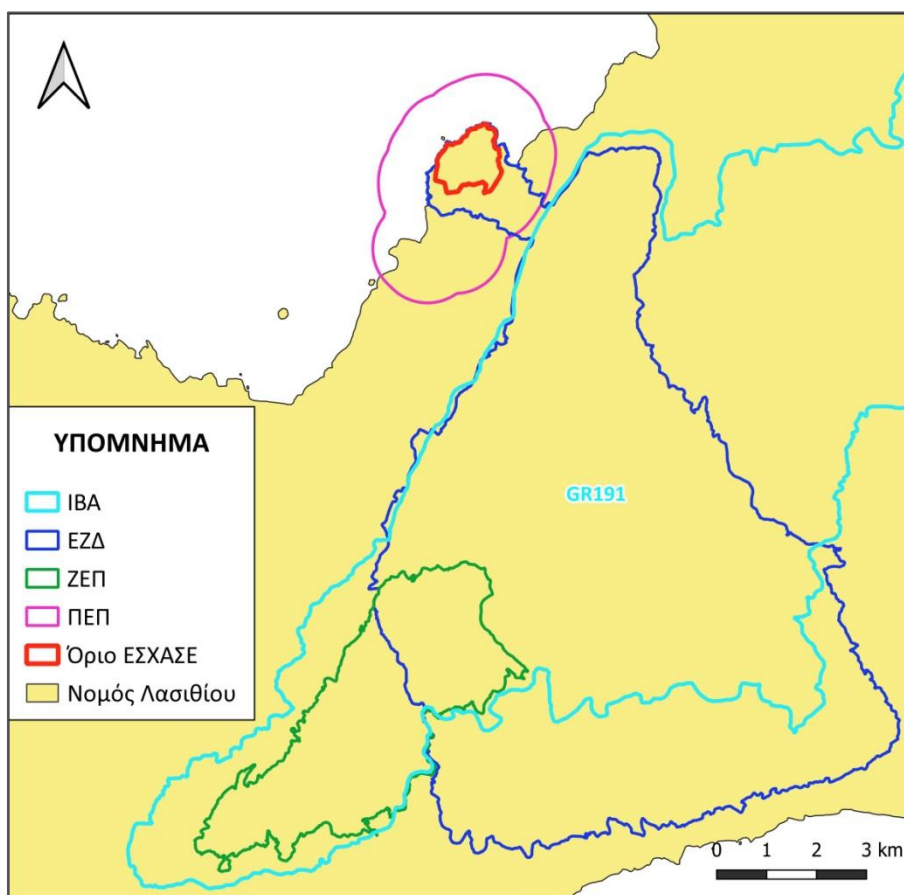 GR191
ΥΠΟΜΝΗΜΑ
IBA
ΕΖΔ
ΖΕΠ
ΠΕΠ
Όριο ΕΣΧΑΣΕ
Νομός Λασιθίου
0 1 2 3 km